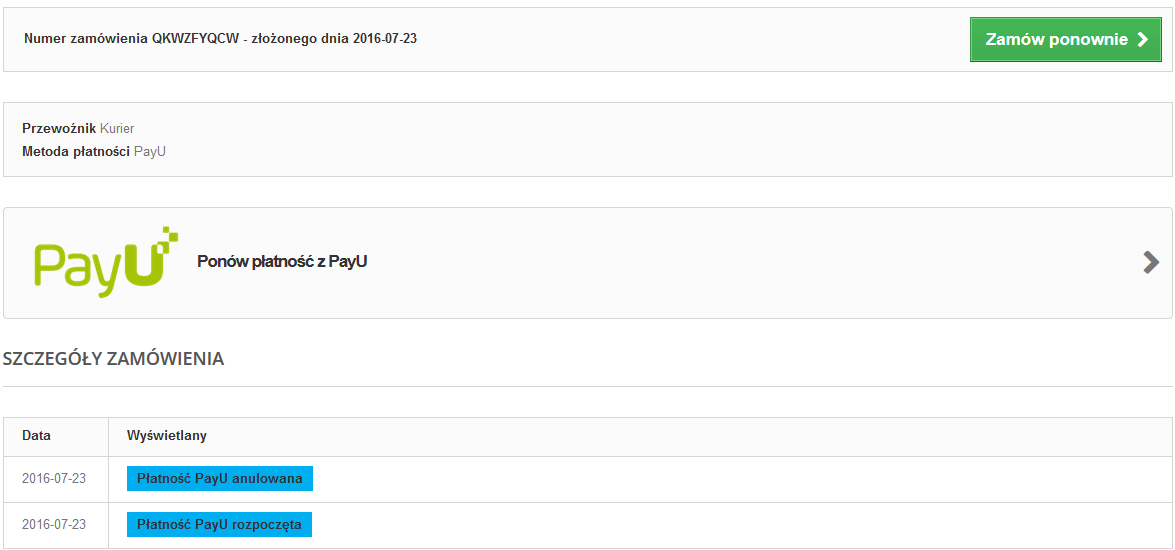 Numer zamówienia QKWZFYQCW - złożonego dnia 2016-07-23
Zamów ponownie
Przewoźnik Kurier
Metoda płatności PayU
PayU
Ponów płatność z PayU
SZCZEGÓŁY ZAMÓWIENIA
Data Wyświetlany
2016-07-23 Płatność PayU anulowana
2016-07-23 Płatność PayU rozpoczęta